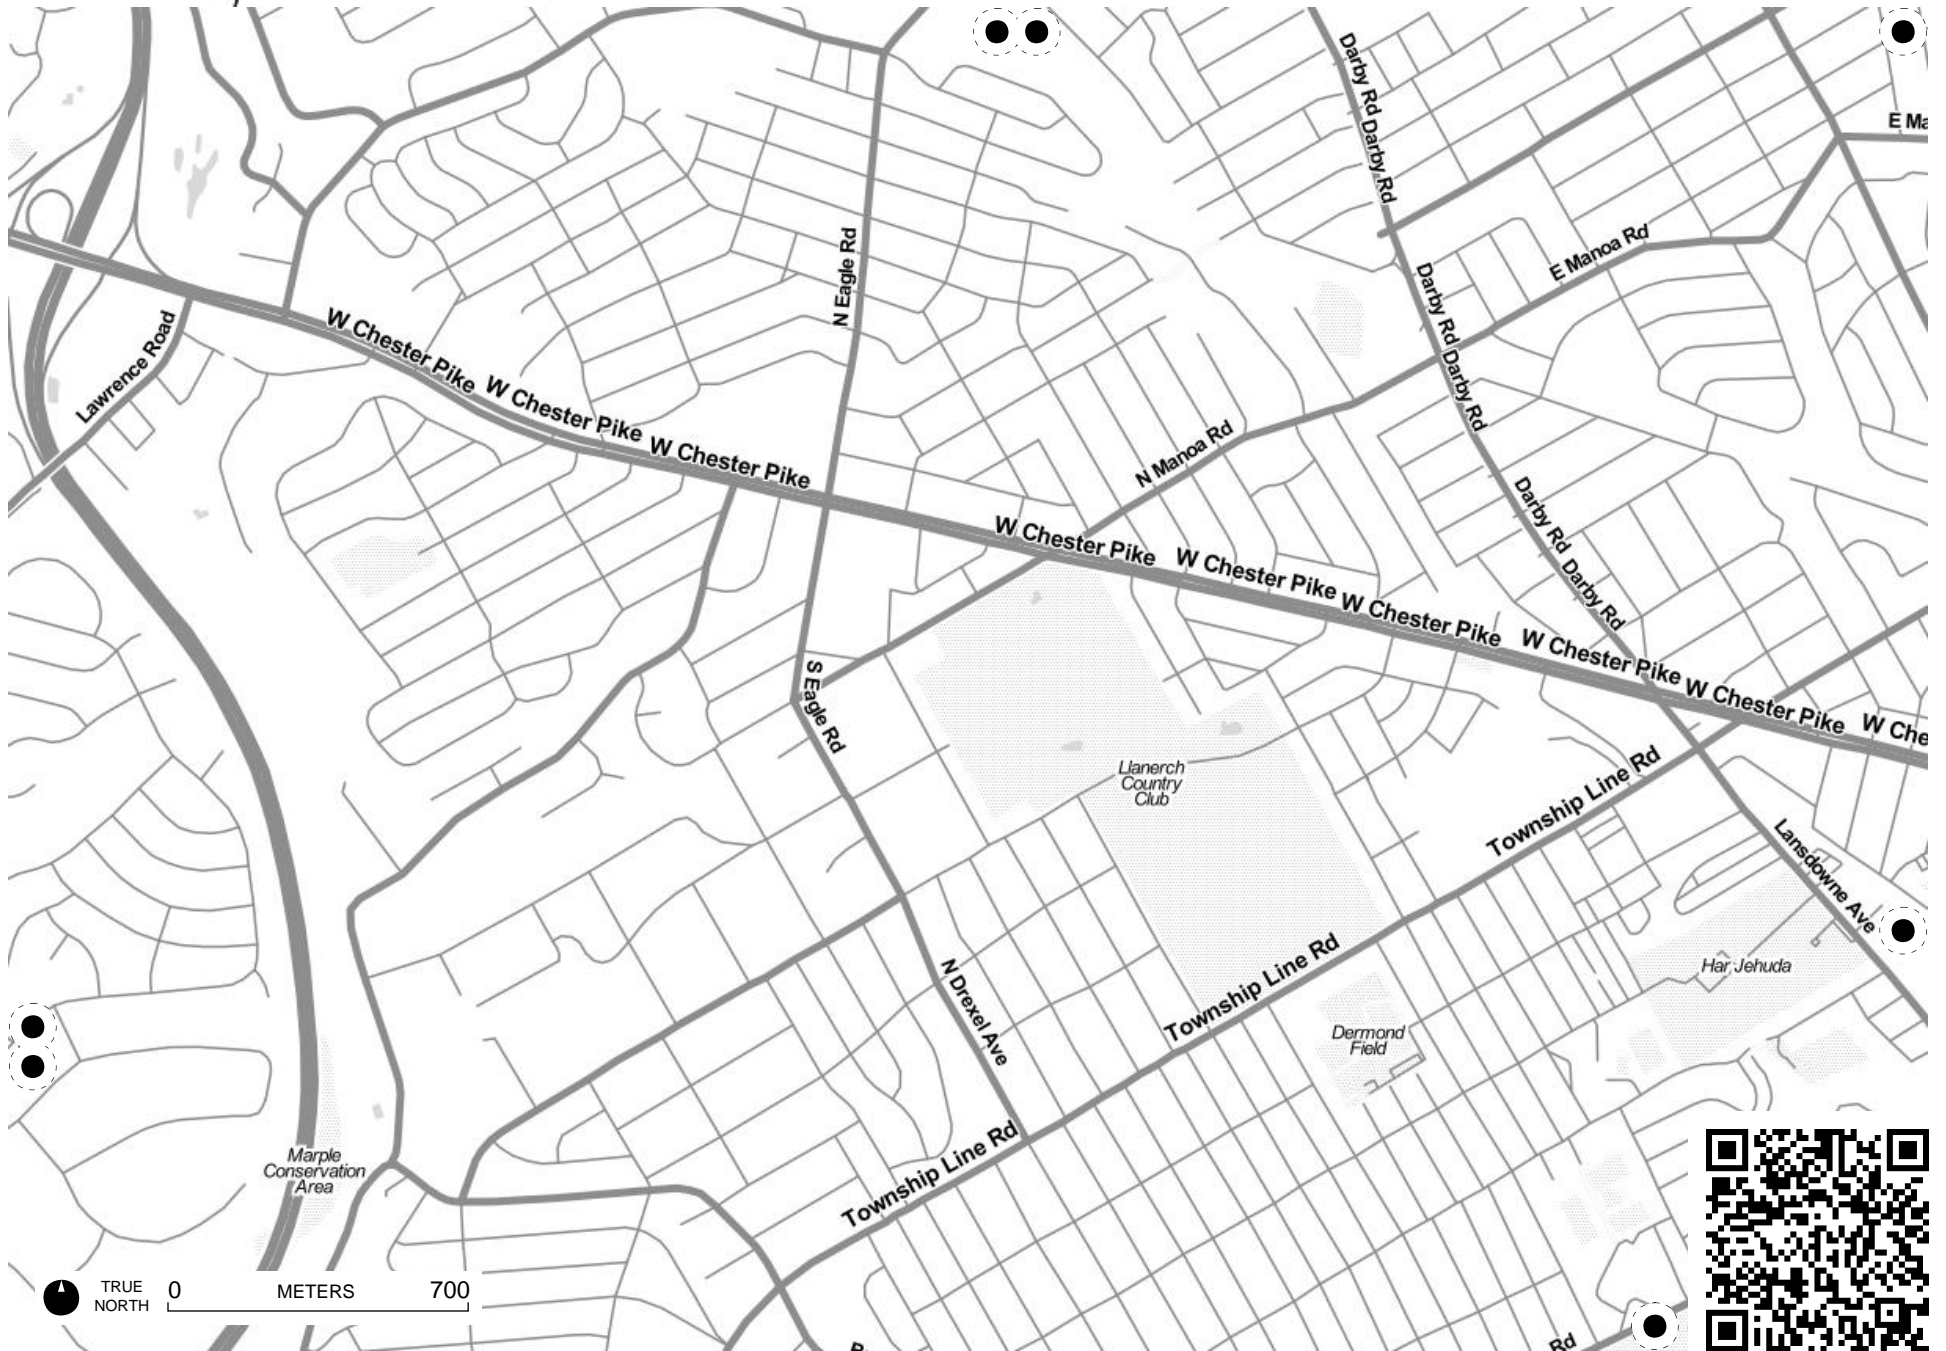 Darby Rd
Darby Rd
E Ma
N Eagle Rd
E Manoa Rd
Darby Rd
Darby Rd
Lawrence Road
W Chester Pike
W Chester Pike
W Chester Pike
N Manoa Rd
Darby Rd
Darby Rd
W Chester Pike
W Chester Pike
W Chester Pike
W Chester Pike
W Chester Pike
W Che
S Eagle Rd
Llanerch
Country
Club
Township Line Rd
Lansdowne Ave
Township Line Rd
Har Jehuda
N Drexel Ave
Dermond
Field
Township Line Rd
Marple
Conservation
Area
TRUE
NORTH
0 METERS 700
Rd